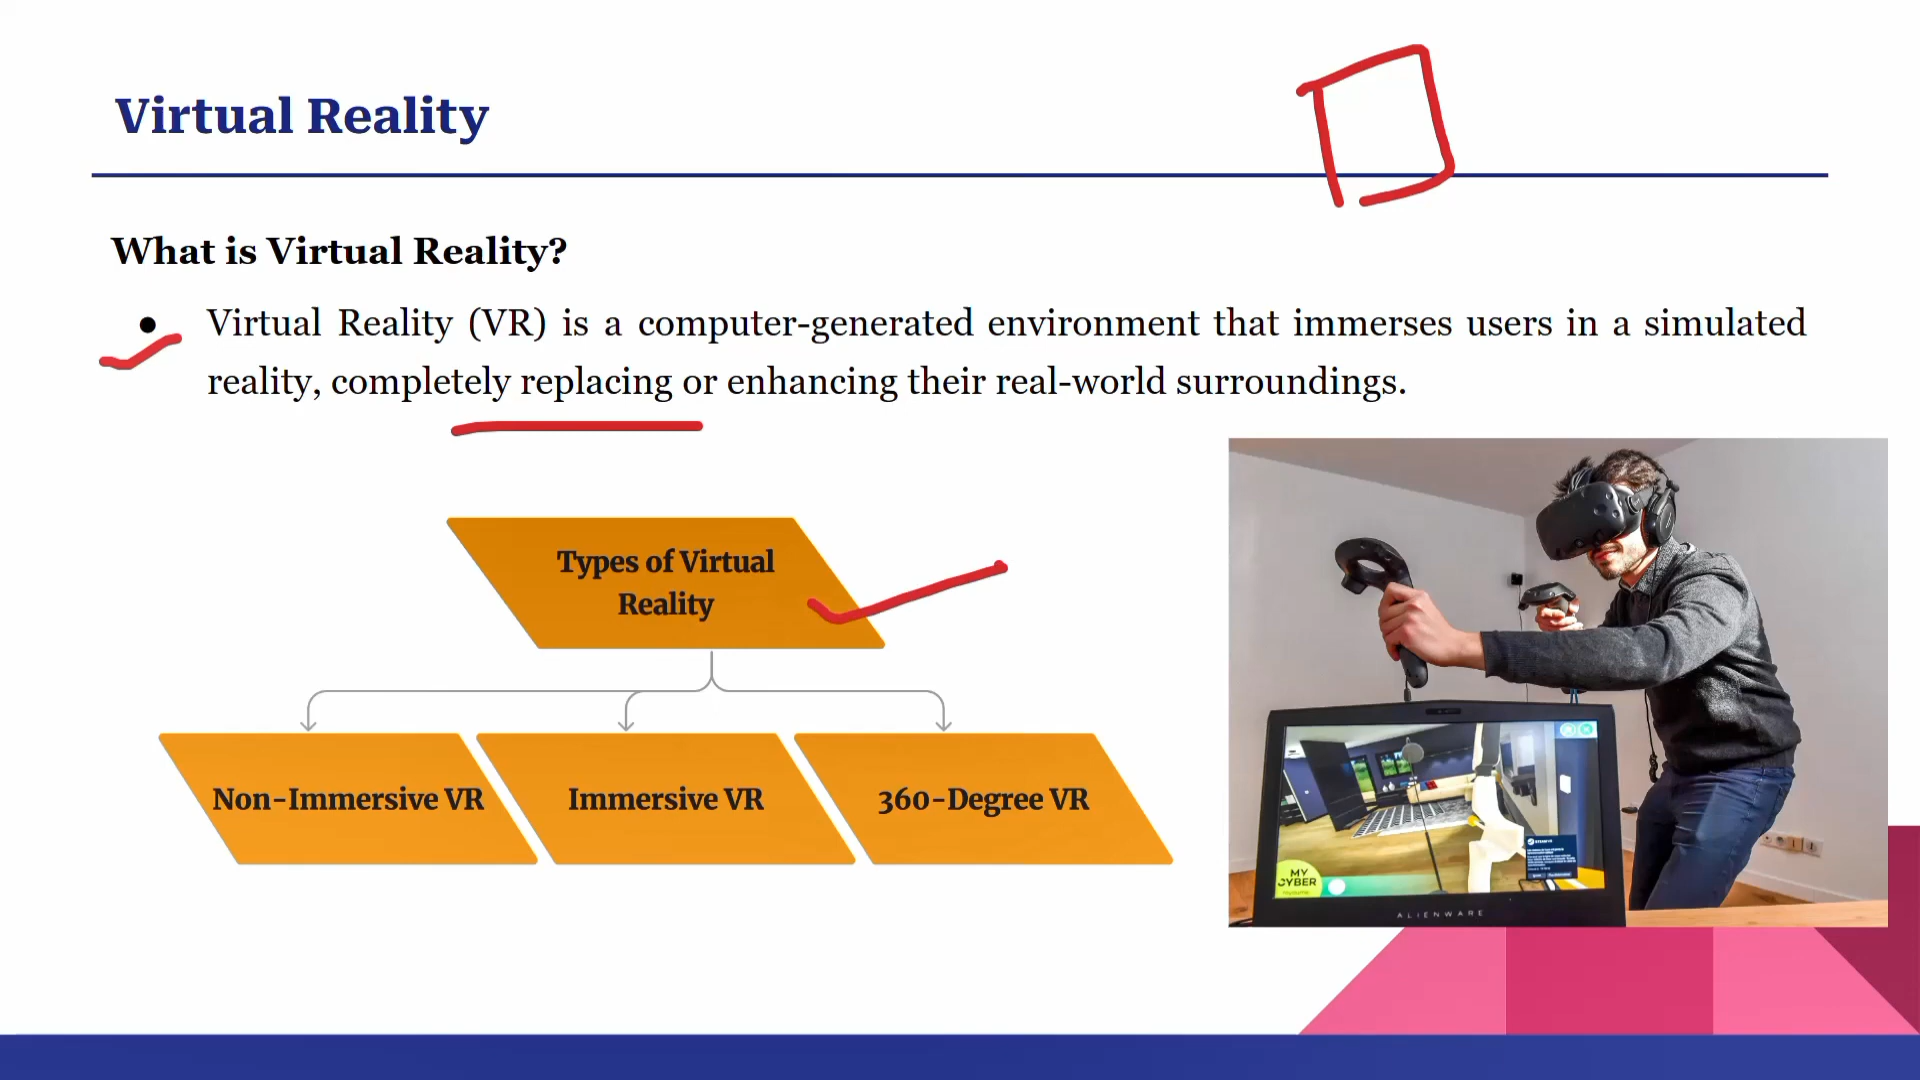 Virtual Reality
What is Virtual Reality?
● Virtual Reality (VR) is a computer-generated environment that immerses users in a simulated
reality, completely replacing or enhancing their real-world surroundings.
Types of Virtual
Reality
Non-Immersive VR
Immersive VR
360-Degree VR
MY
CYBER
ALIENWARE